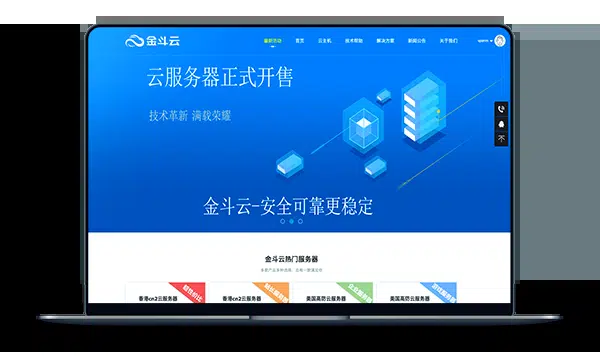 金斗云
最新活动 首页 云主机 技术帮助 解决方案 新闻公告 关于我们
云服务器正式开售
技术革新 满载荣耀
金斗云-安全可靠更稳定
金斗云热门服务器
香港cn2云服务器 香港cn2云服务器 美国高防云服务器 美国高防云服务器